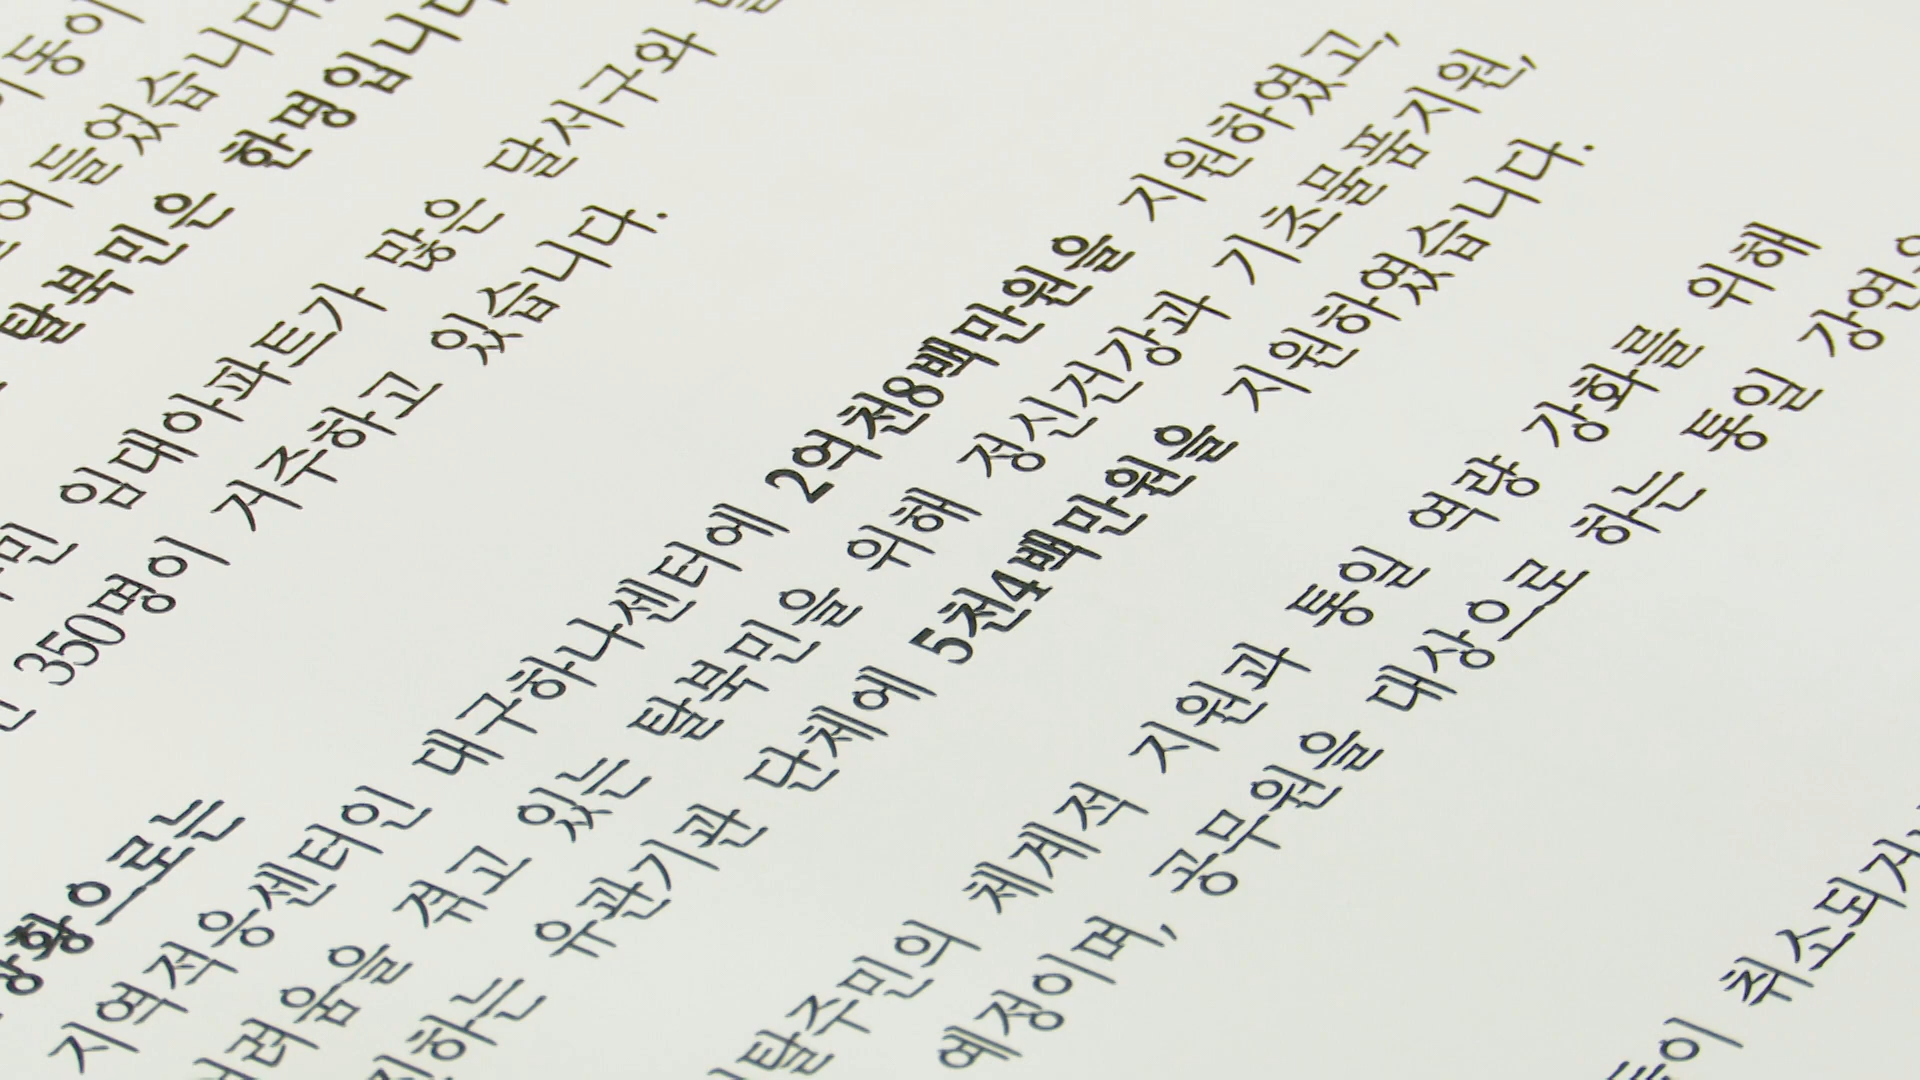 들었습니다.
탈북민은 한명입니다
임대아파트가 많은 달서구와
350명이 거주하고 있습니다.
으로는
지역적응센터인 대구하나센터에 2억천8백만원을 지원하였고,
어려움을 겪고 있는 탈북민을 위해 정신건강과 기초물품지원,
하는 유관기관 단체에 5천4백만원을 지원하였습니다.
탈주민의 체계적 지원과 통일 역량 강화를 위해
예정이며, 공무원을 대상으로 하는 통일 강연
취소되거